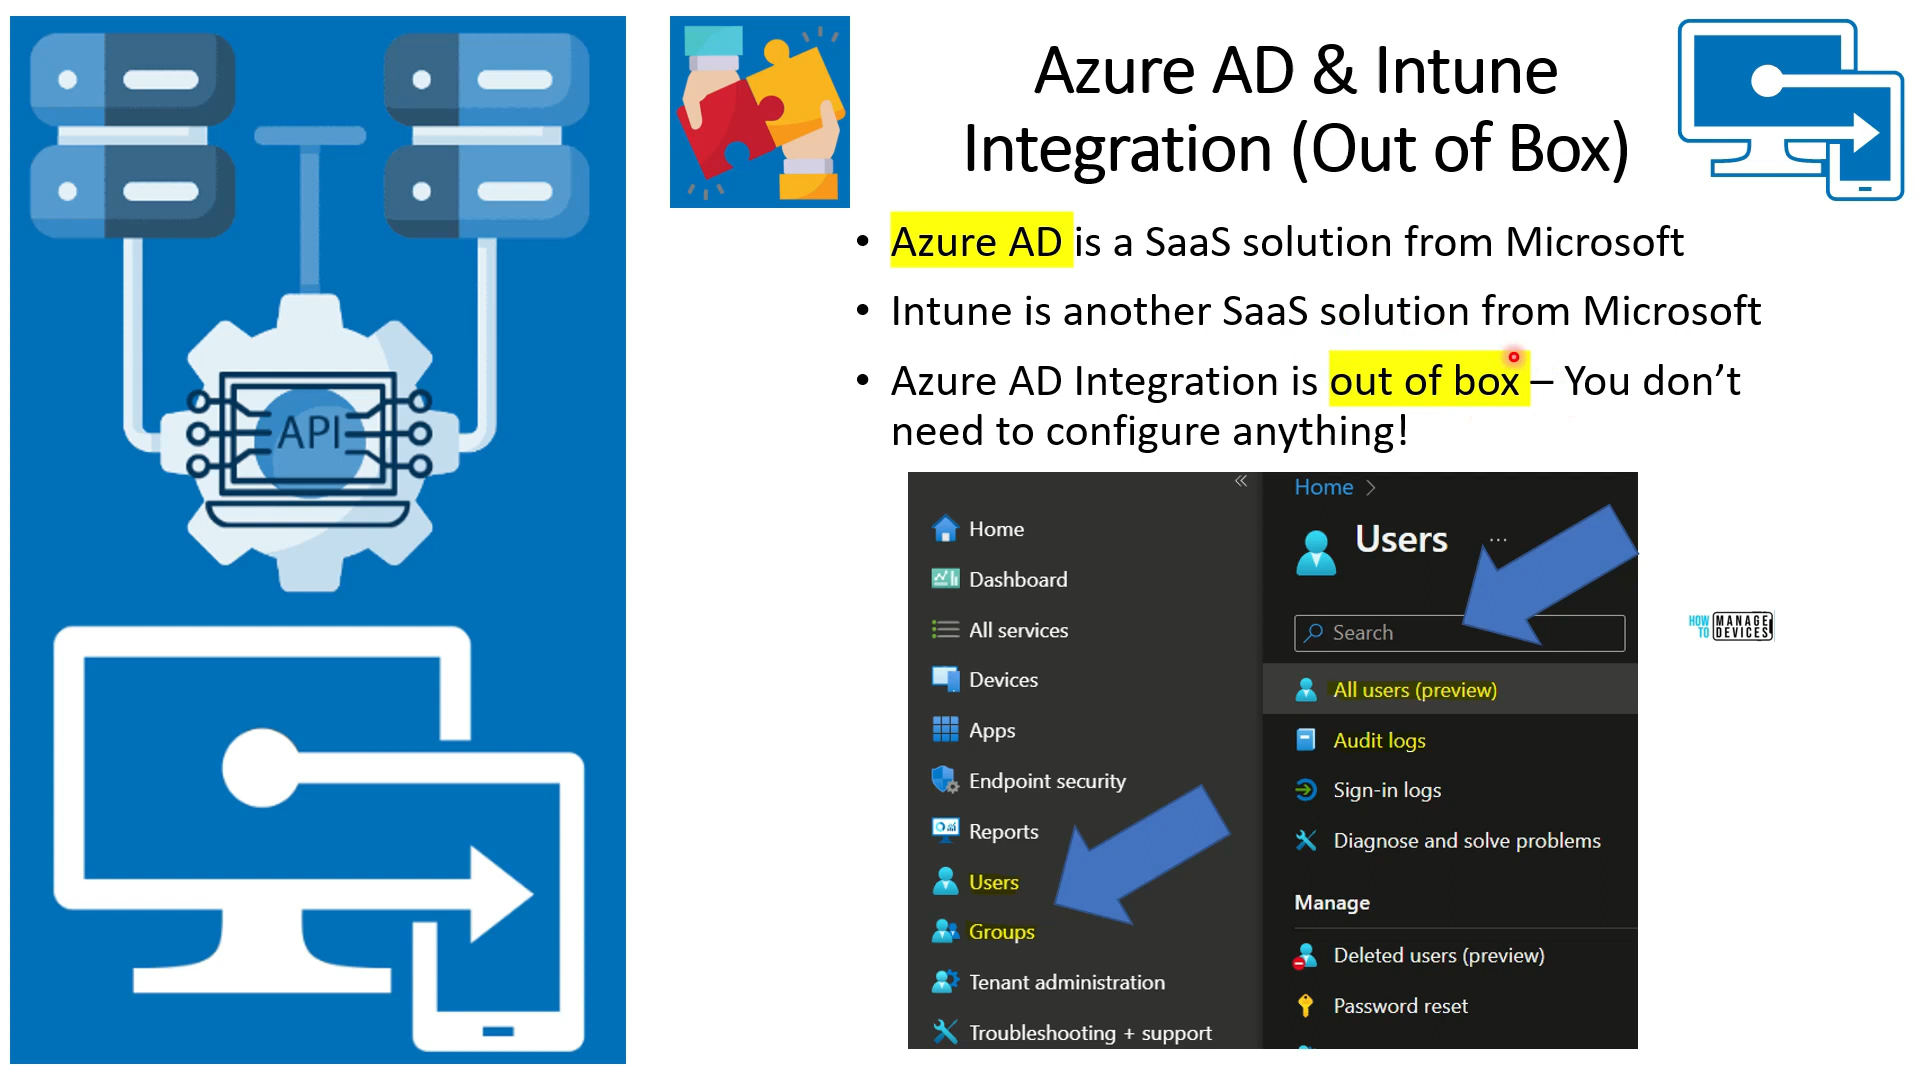 API
Azure AD & Intune
Integration (Out of Box)
• Azure AD is a SaaS solution from Microsoft
• Intune is another SaaS solution from Microsoft
• Azure AD Integration is out of box – You don’t
need to configure anything!
«
Home
Dashboard
All services
Devices
Apps
Endpoint security
Reports
Users
Groups
Tenant administration
Troubleshooting + support
Home >
Users ...
Search
All users (preview)
Audit logs
Sign-in logs
Diagnose and solve problems
Manage
Deleted users (preview)
Password reset
HOW
TO
MANAGE
DEVICES